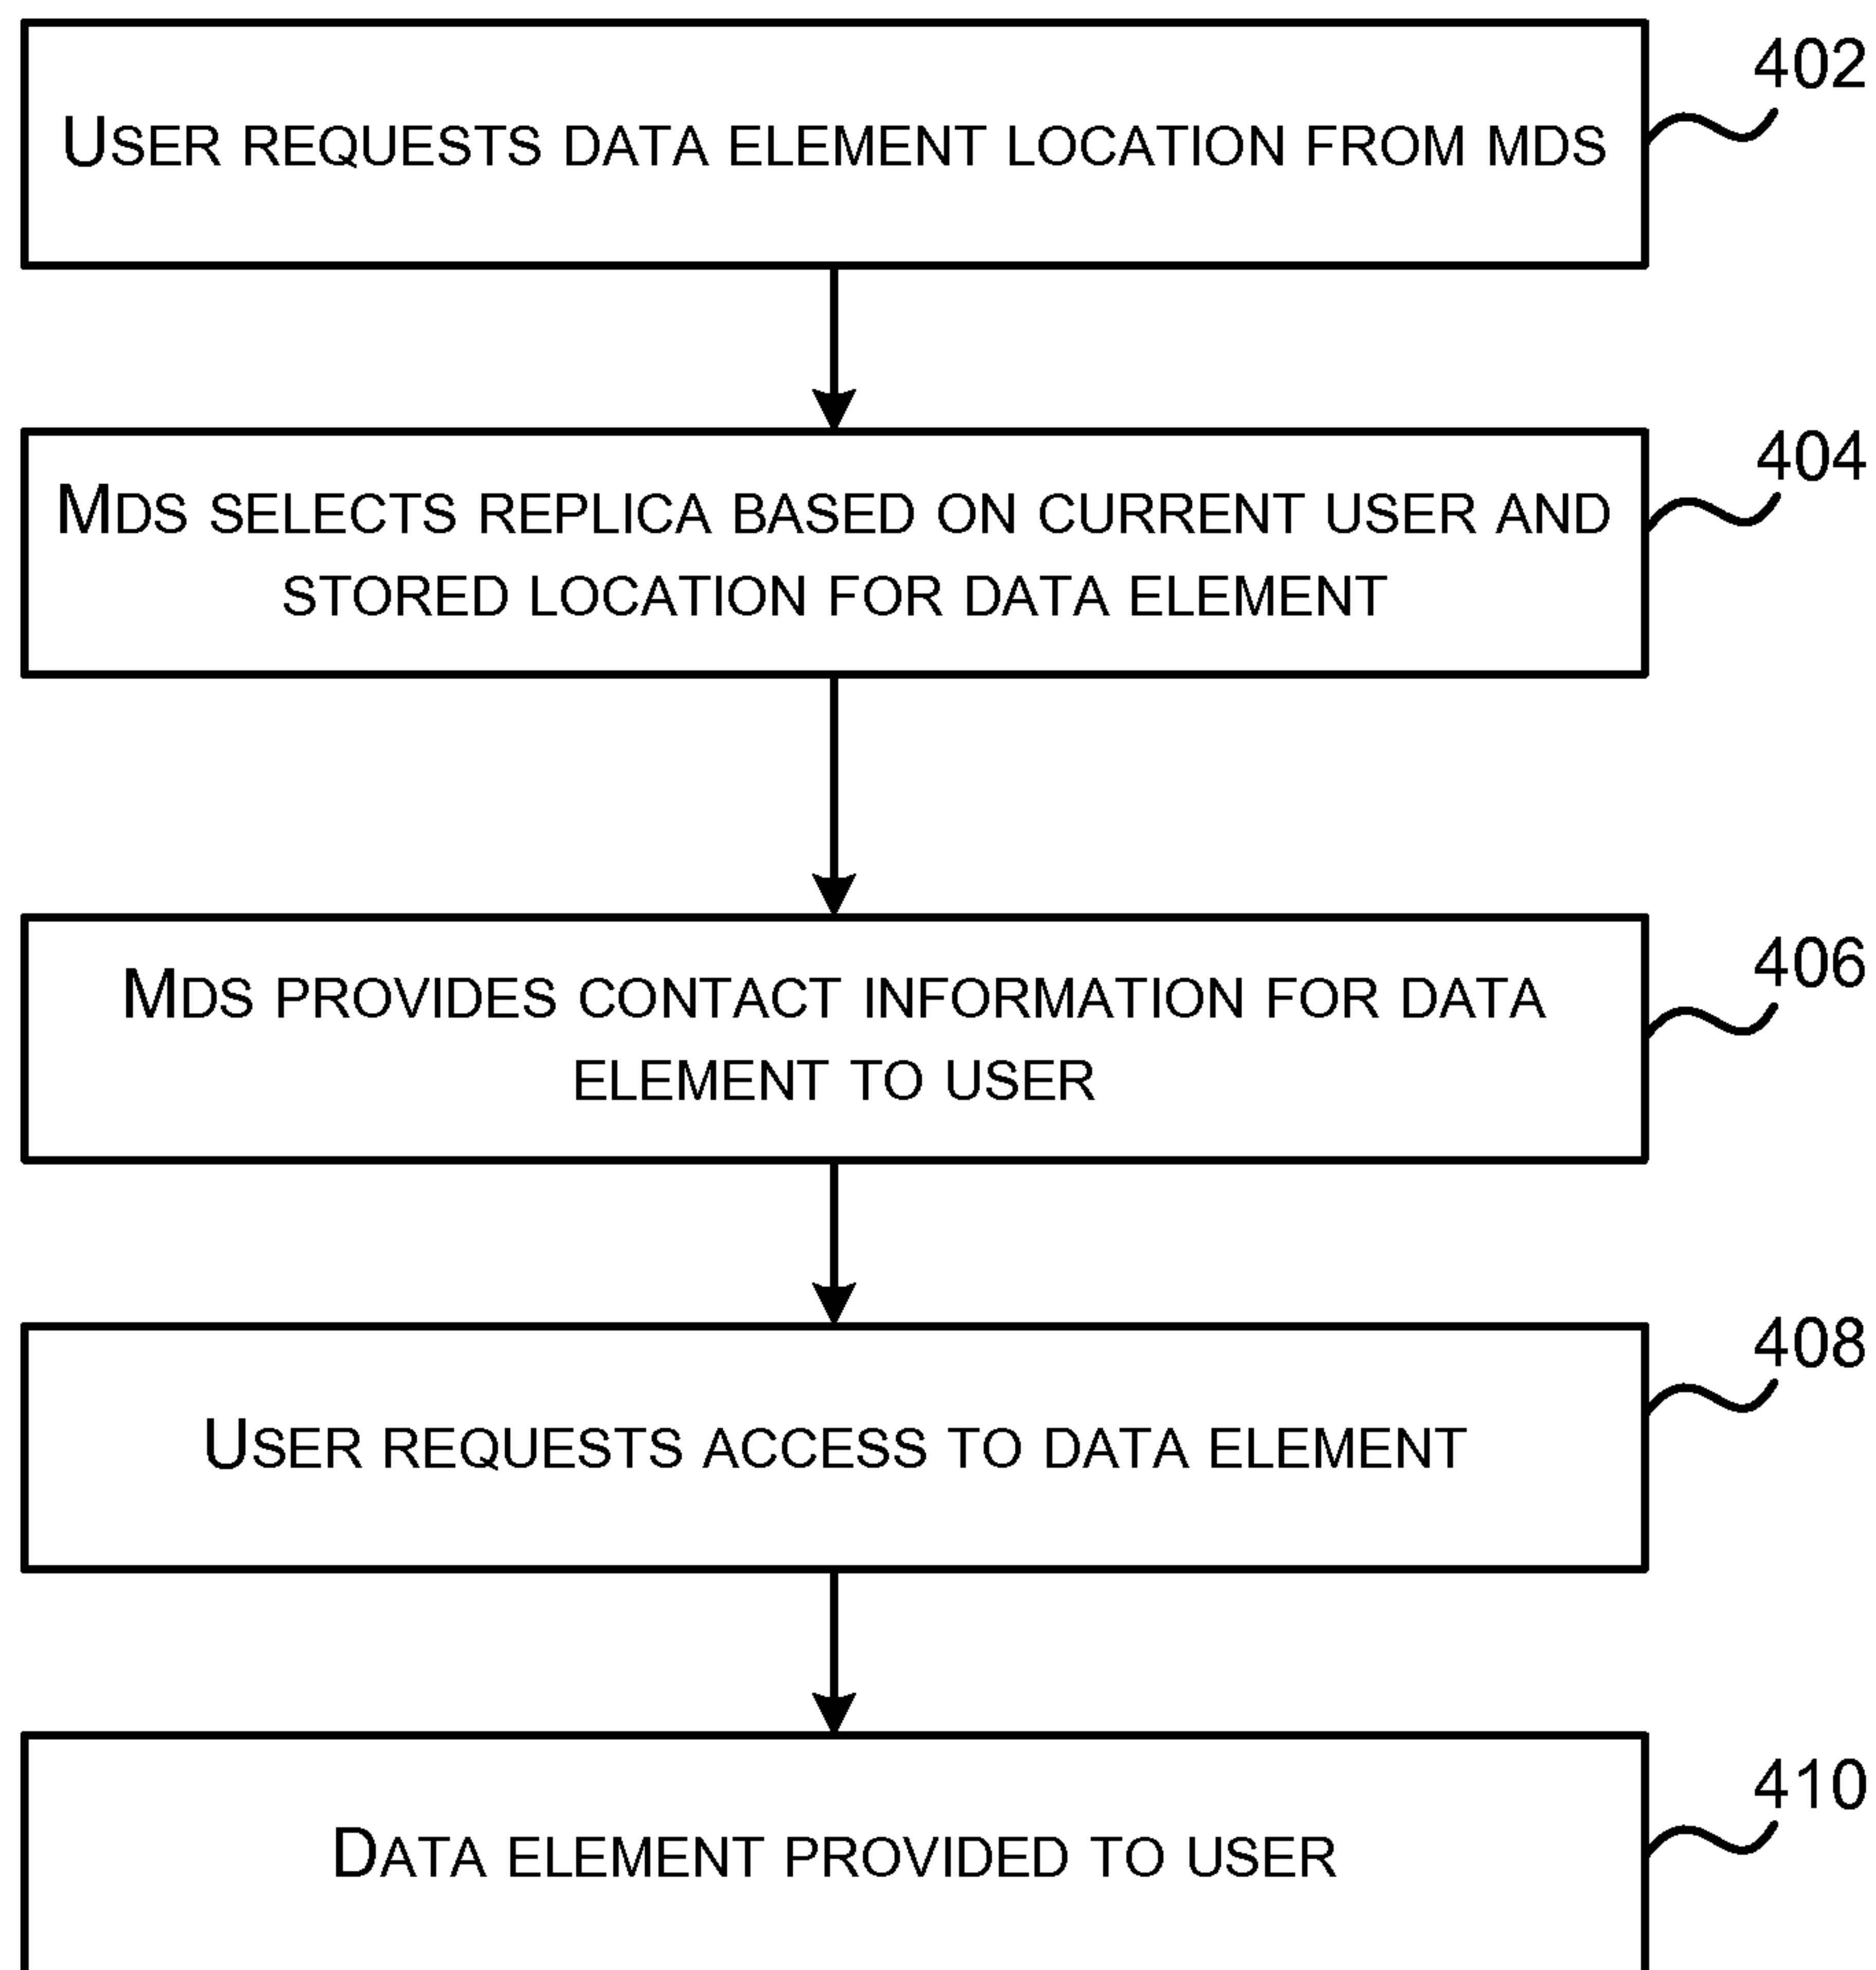 402
USER REQUESTS DATA ELEMENT LOCATION FROM MDS
404
MDS SELECTS REPLICA BASED ON CURRENT USER AND
STORED LOCATION FOR DATA ELEMENT
406
MDS PROVIDES CONTACT INFORMATION FOR DATA
ELEMENT TO USER
408
USER REQUESTS ACCESS TO DATA ELEMENT
410
DATA ELEMENT PROVIDED TO USER